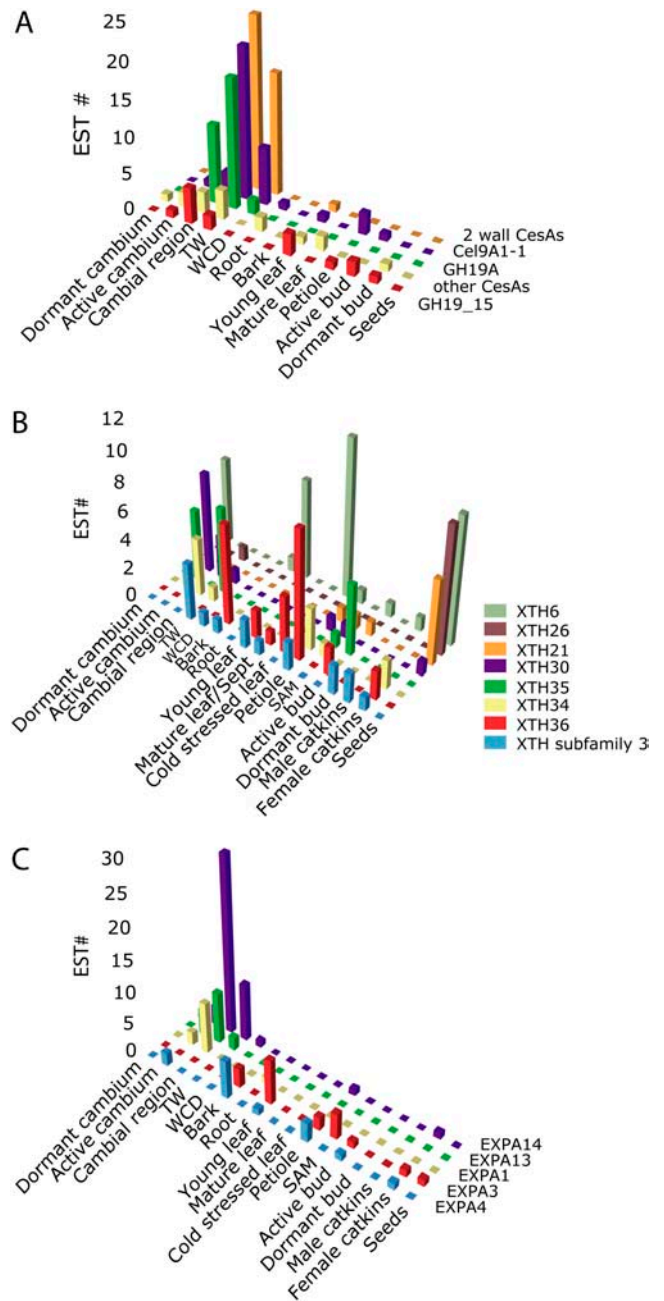 A
EST #
25
20
15
10
5
0
Dormant cambium
Active cambium
Cambial region
TW
WCD
Root
Bark
Young leaf
Mature leaf
Petiole
Active bud
Dormant bud
Seeds
2 wall CesAs
Cel9A1-1
GH19A
other CesAs
GH19_15
B
EST#
12
10
8
6
4
2
0
Dormant cambium
Active cambium
Cambial region
TW
WCD
Bark
Root
Young leaf
Mature leaf/Sept
Cold stressed leaf
Petiole
SAM
Active bud
Dormant bud
Male catkins
Female catkins
Seeds
XTH6
XTH26
XTH21
XTH30
XTH35
XTH34
XTH36
XTH subfamily 3
C
EST#
30
25
20
15
10
5
0
Dormant cambium
Active cambium
Cambial region
TW
WCD
Bark
Root
Young leaf
Mature leaf
Cold stressed leaf
Petiole
SAM
Active bud
Dormant bud
Male catkins
Female catkins
Seeds
EXPA14
EXPA13
EXPA1
EXPA3
EXPA4